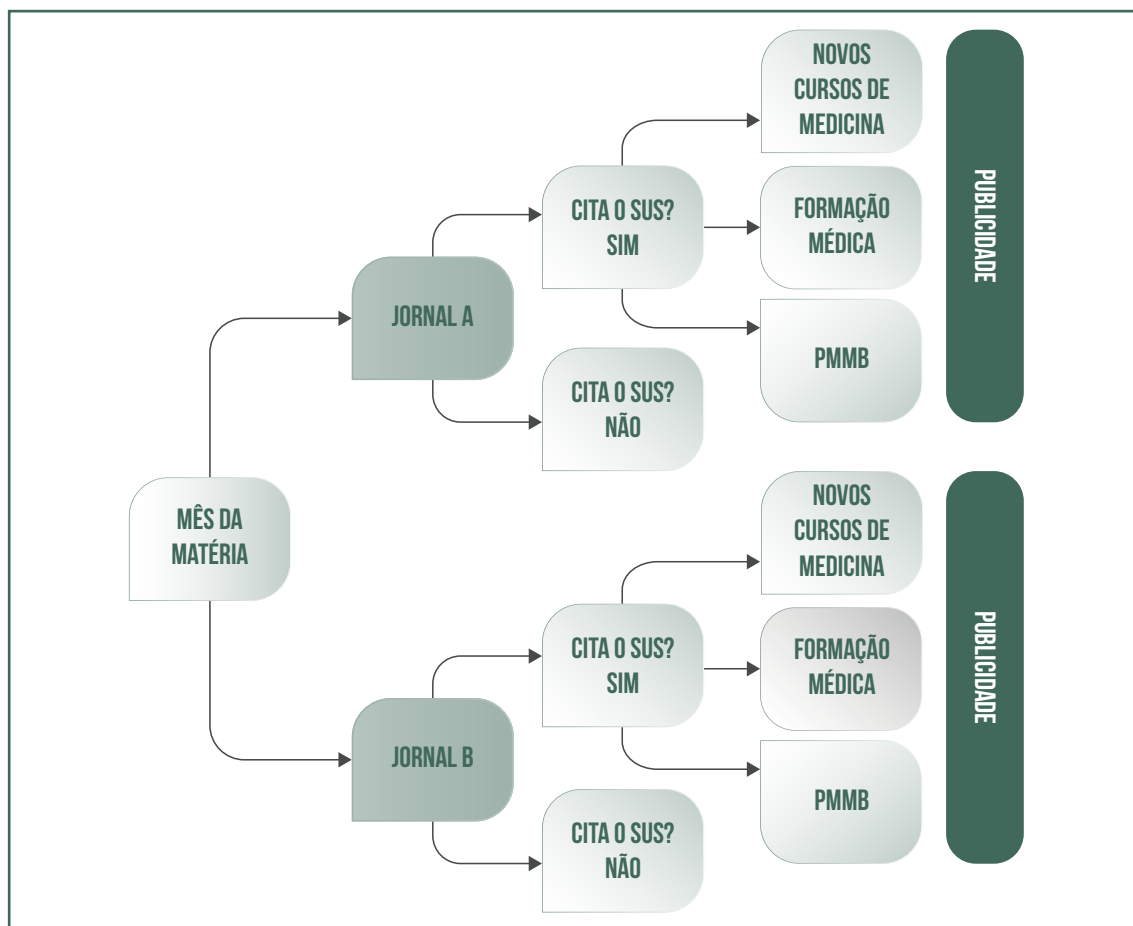 NOVOS
CURSOS DE
MEDICINA
CITA O SUS?
SIM
FORMAÇÃO
MÉDICA
PUBLICIDADE
JORNAL A
PMMB
CITA O SUS?
NÃO
MÊS DA
MATÉRIA
NOVOS
CURSOS DE
MEDICINA
CITA O SUS?
SIM
FORMAÇÃO
MÉDICA
PUBLICIDADE
JORNAL B
PMMB
CITA O SUS?
NÃO